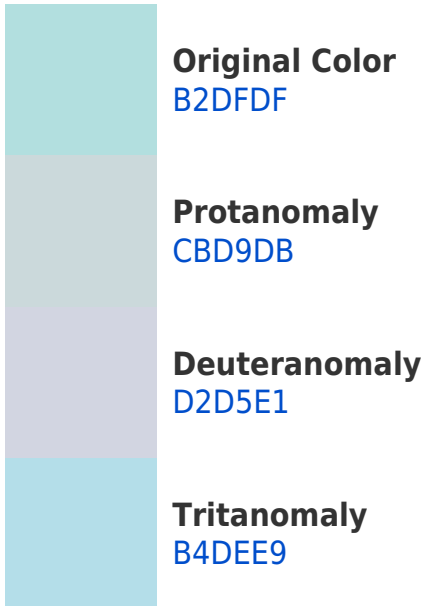 Original Color
B2DFDF
Protanomaly
CBD9DB
Deuteranomaly
D2D5E1
Tritanomaly
B4DEE9